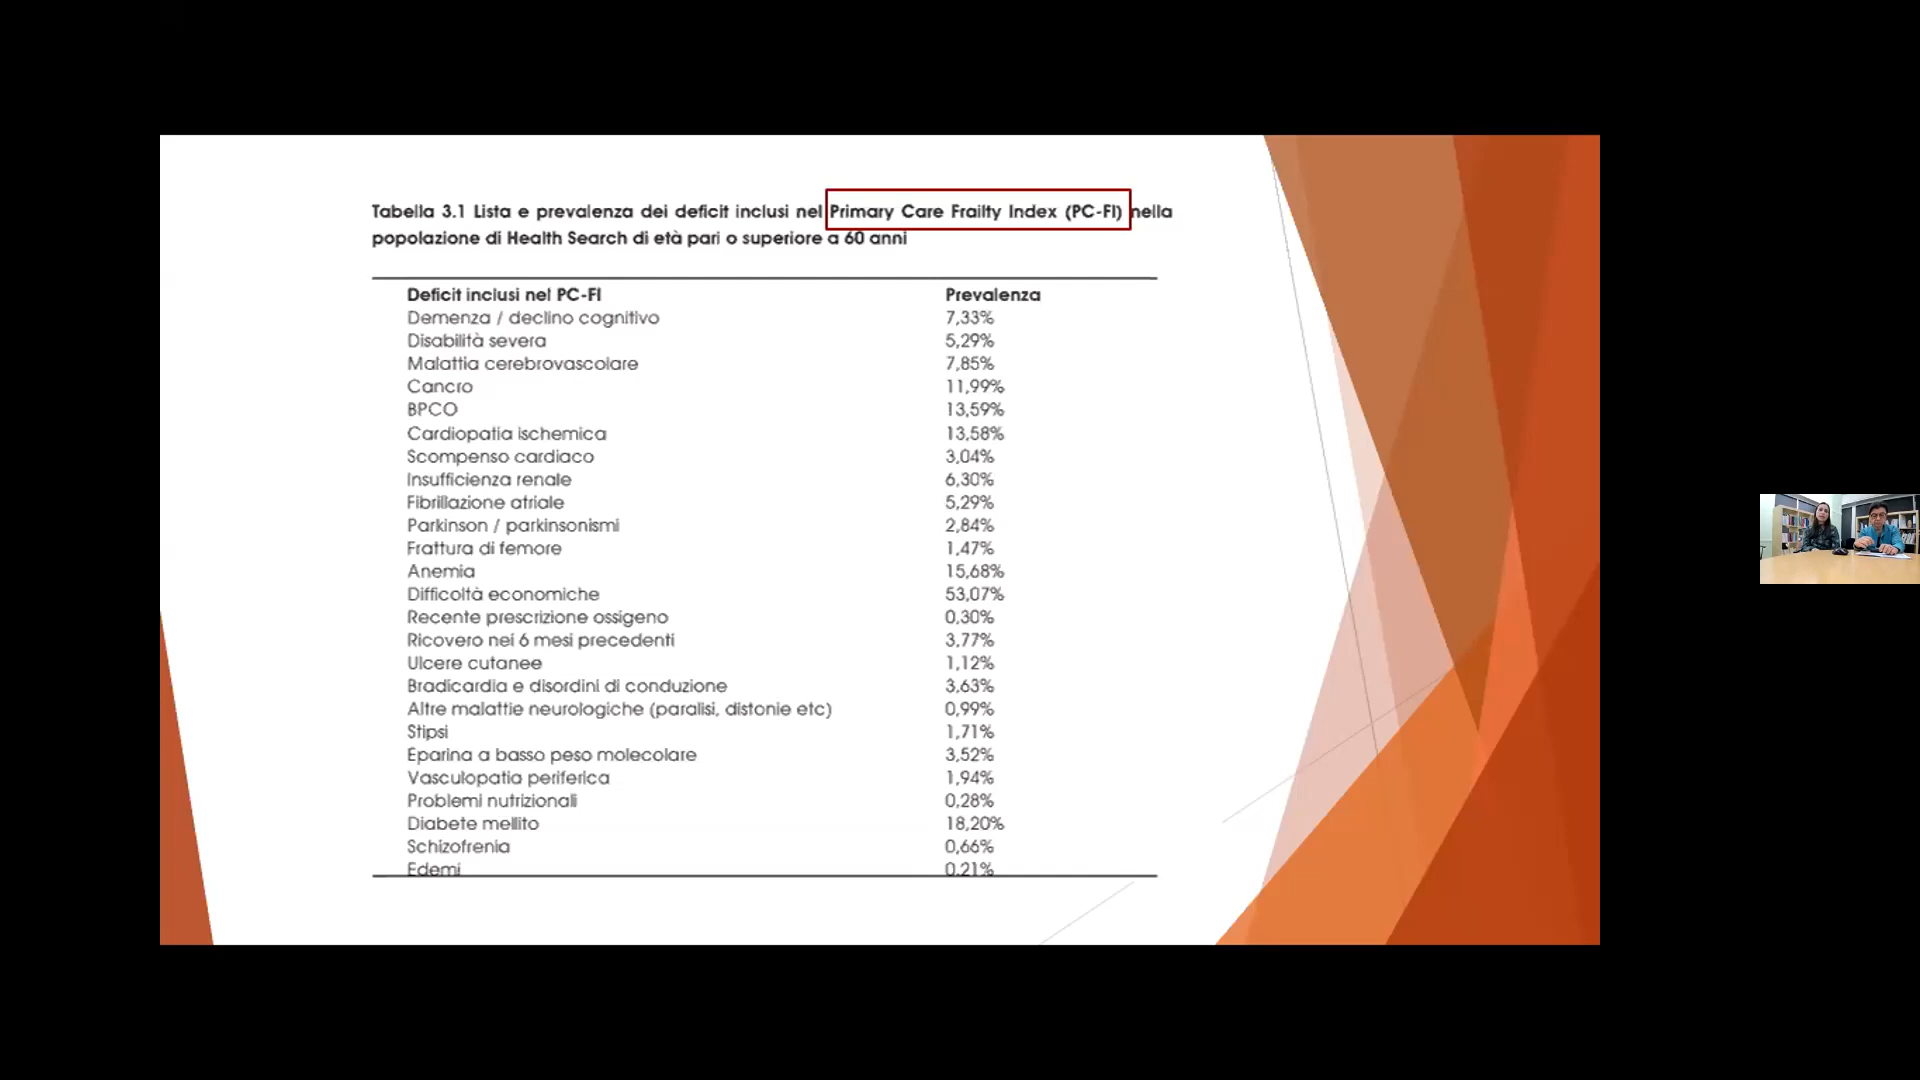 Tabella 3.1 Lista e prevalenza dei deficit inclusi nel Primary Care Frailty Index (PC-FI) nella
popolazione di Health Search di età pari o superiore a 60 anni
Deficit inclusi nel PC-FI Prevalenza
Demenza / declino cognitivo 7,33%
Disabilità severa 5,29%
Malattia cerebrovascolare 7,85%
Cancro 11,99%
BPCO 13,59%
Cardiopatia ischemica 13,58%
Scompenso cardiaco 3,04%
Insufficienza renale 6,30%
Fibrillazione atriale 5,29%
Parkinson / parkinsonismi 2,84%
Frattura di femore 1,47%
Anemia 15,68%
Difficoltà economiche 53,07%
Recente prescrizione ossigeno 0,30%
Ricovero nei 6 mesi precedenti 3,77%
Ulcere cutanee 1,12%
Bradicardia e disordini di conduzione 3,63%
Altre malattie neurologiche (paralisi, distonie etc) 0,99%
Stipsi 1,71%
Eparina a basso peso molecolare 3,52%
Vasculopatia periferica 1,94%
Problemi nutrizionali 0,28%
Diabete mellito 18,20%
Schizofrenia 0,66%
Edemi 0,21%